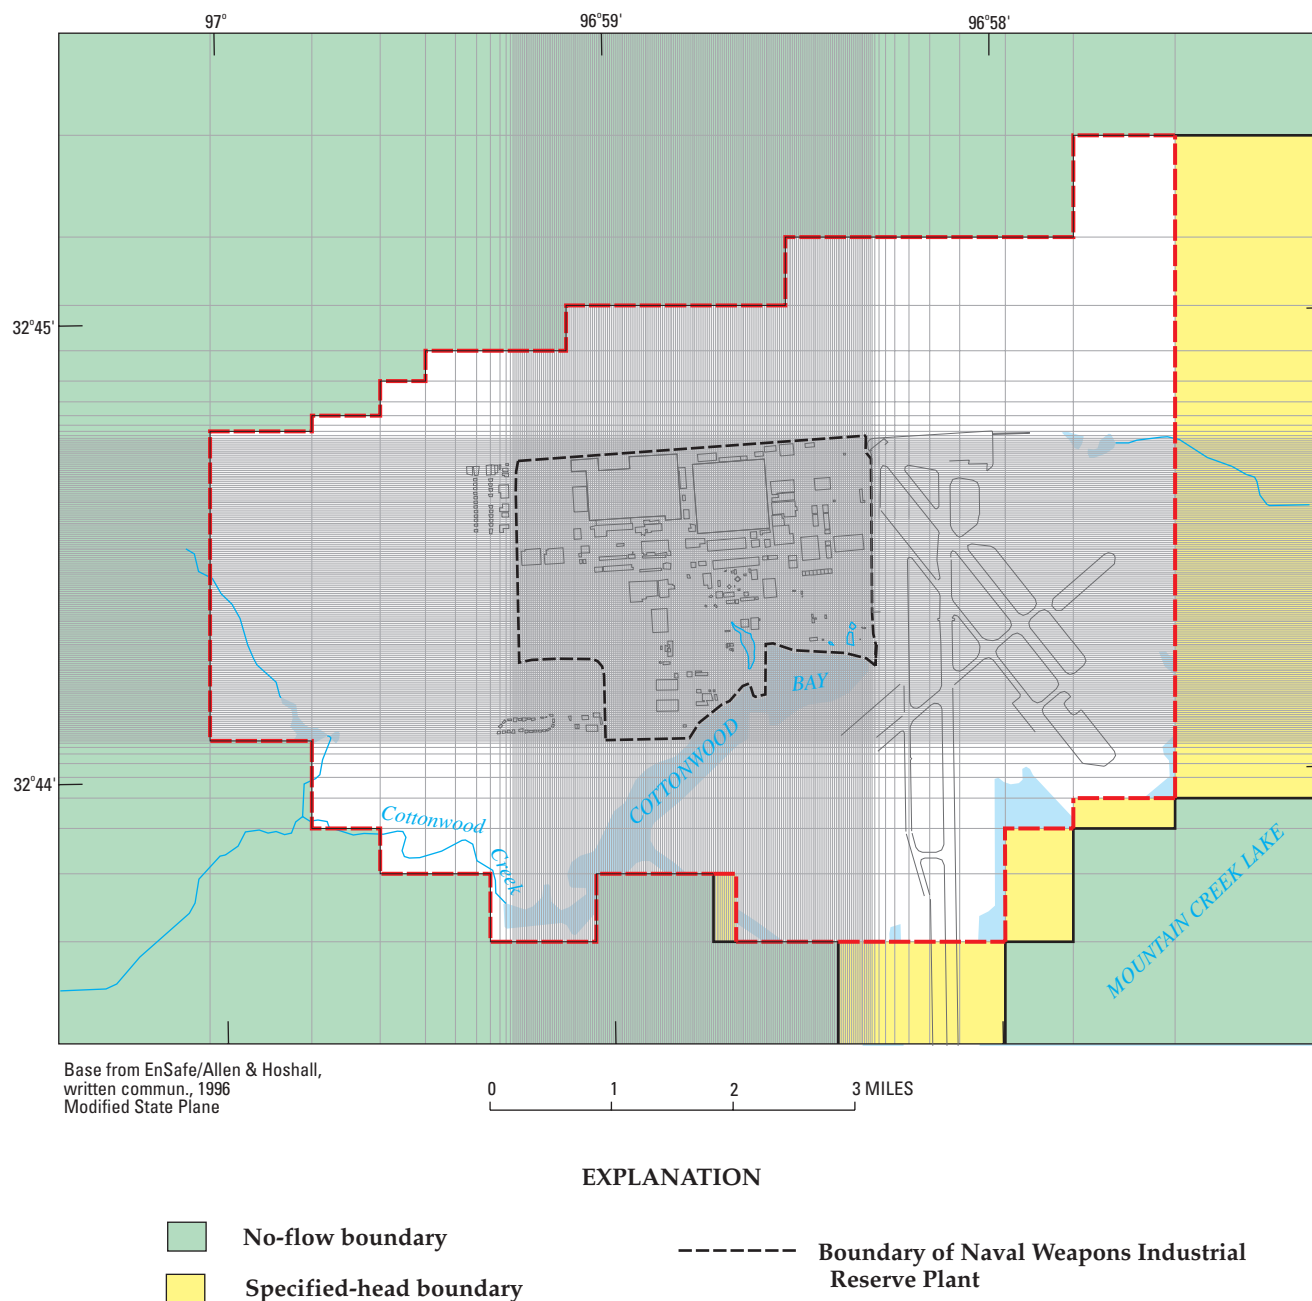 97°
96°59'
96°58'
32°45'
32°44'
BAY
COTTONWOOD
Cottonwood
Creek
MOUNTAIN CREEK LAKE
Base from EnSafe/Allen & Hoshall,
written commun., 1996
Modified State Plane
0
1
2
3 MILES
EXPLANATION
No-flow boundary
Specified-head boundary
Boundary of Naval Weapons Industrial
Reserve Plant